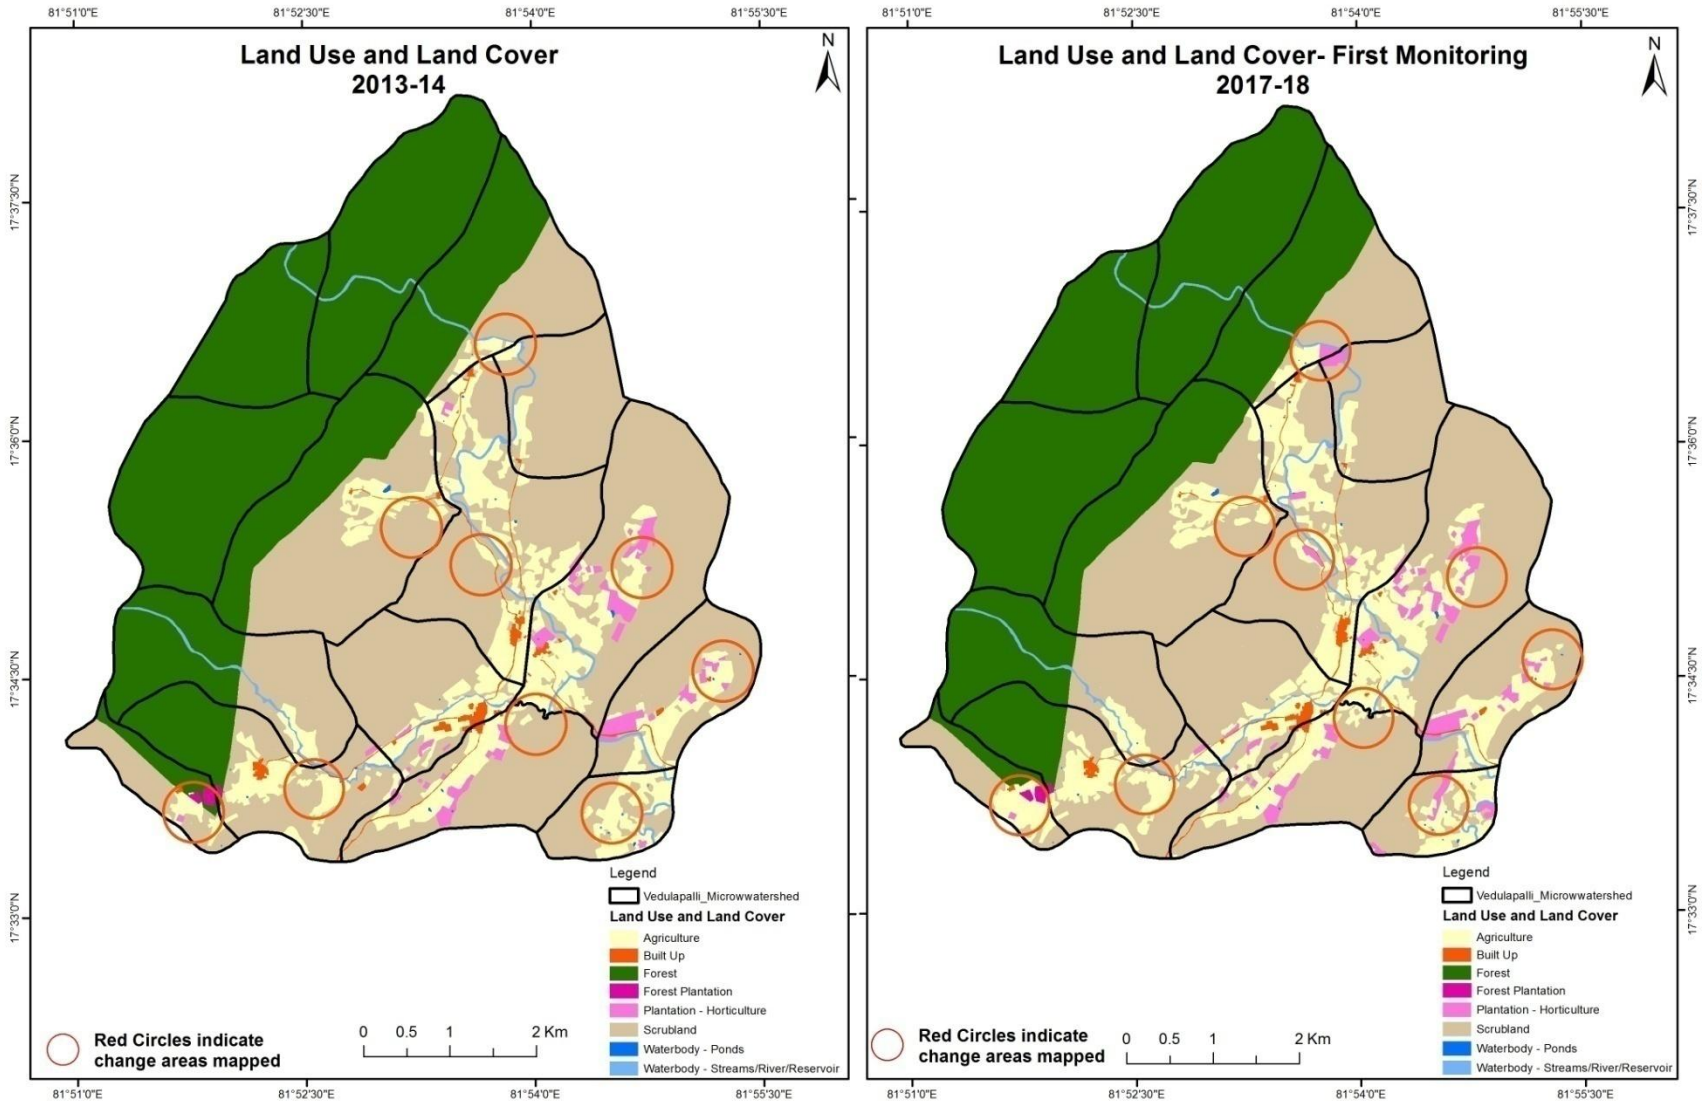 81°51'0"E
81°52'30"E
81°54'0"E
81°55'30"E
Land Use and Land Cover
2013-14
N
17°37'30"N
17°36'0"N
17°34'30"N
17°33'0"N
Legend
Vedulapalli_Microwwatershed
Land Use and Land Cover
Agriculture
Built Up
Forest
Forest Plantation
Plantation - Horticulture
Scrubland
Waterbody - Ponds
Waterbody - Streams/River/Reservoir
Red Circles indicate
change areas mapped
0 0.5 1 2 Km
81°51'0"E
81°52'30"E
81°54'0"E
81°55'30"E
81°51'0"E
81°52'30"E
81°54'0"E
81°55'30"E
Land Use and Land Cover- First Monitoring
2017-18
N
17°37'30"N
17°36'0"N
17°34'30"N
17°33'0"N
Legend
Vedulapalli_Microwwatershed
Land Use and Land Cover
Agriculture
Built Up
Forest
Forest Plantation
Plantation - Horticulture
Scrubland
Waterbody - Ponds
Waterbody - Streams/River/Reservoir
Red Circles indicate
change areas mapped
0 0.5 1 2 Km
81°51'0"E
81°52'30"E
81°54'0"E
81°55'30"E